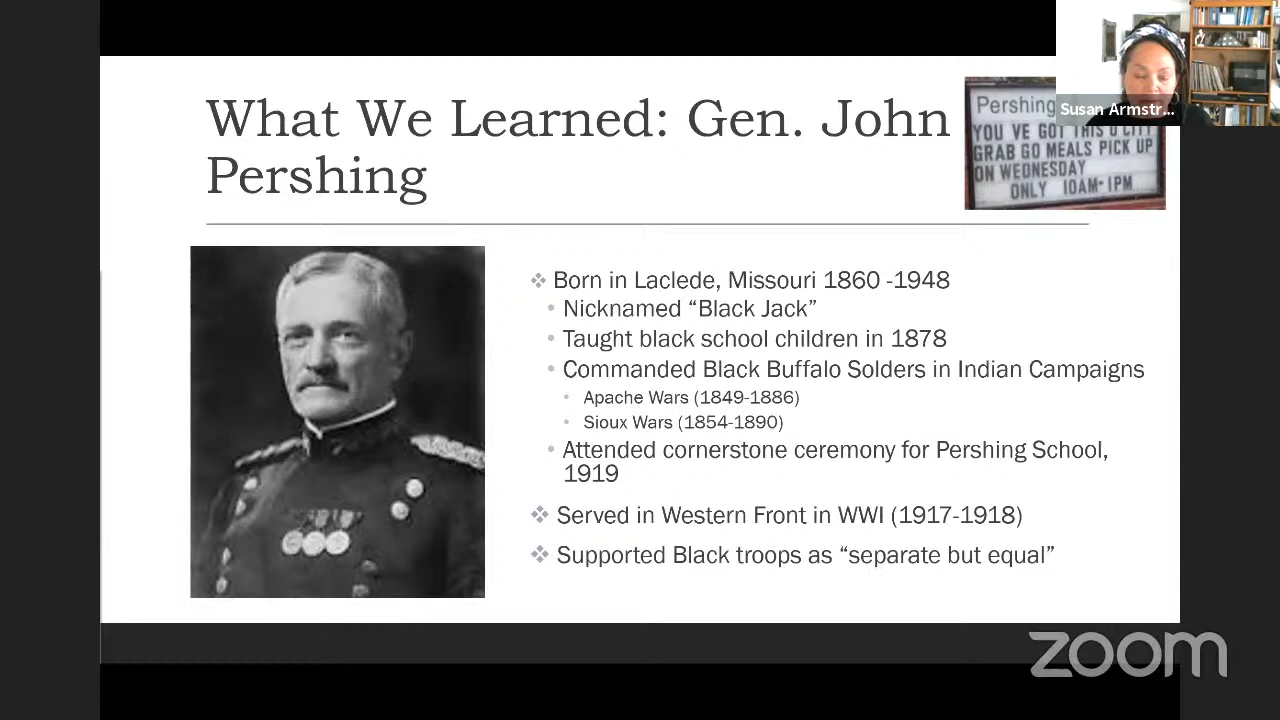 What We Learned: Gen. John
Pershing
Pershing
YOU VE GOT THIS U CITY
GRAB GO MEALS PICK UP
ON WEDNESDAY
ONLY 10AM-1PM
Susan Armstr...
❖ Born in Laclede, Missouri 1860 -1948
• Nicknamed “Black Jack”
• Taught black school children in 1878
• Commanded Black Buffalo Solders in Indian Campaigns
• Apache Wars (1849-1886)
• Sioux Wars (1854-1890)
• Attended cornerstone ceremony for Pershing School,
1919
❖ Served in Western Front in WWI (1917-1918)
❖ Supported Black troops as “separate but equal”
zoom